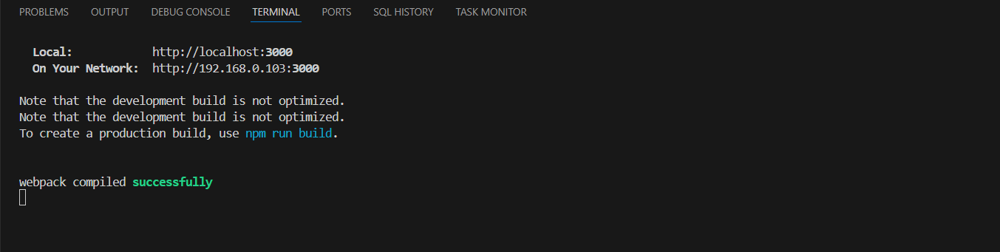 PROBLEMS OUTPUT DEBUG CONSOLE TERMINAL PORTS SQL HISTORY TASK MONITOR
Local: http://localhost:3000
On Your Network: http://192.168.0.103:3000
Note that the development build is not optimized.
Note that the development build is not optimized.
To create a production build, use npm run build.
webpack compiled successfully